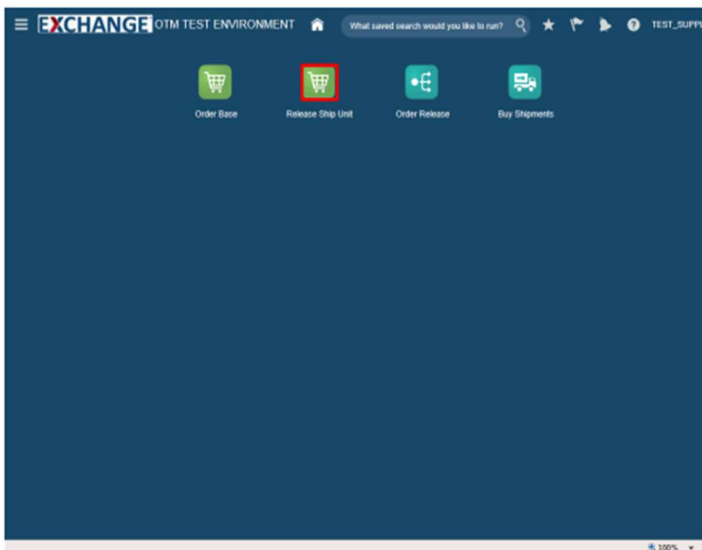 EXCHANGE OTM TEST ENVIRONMENT What saved search would you like to run? ? TEST_SUPPL
Order Base Release Ship Unit Order Release Buy Shipments
100%